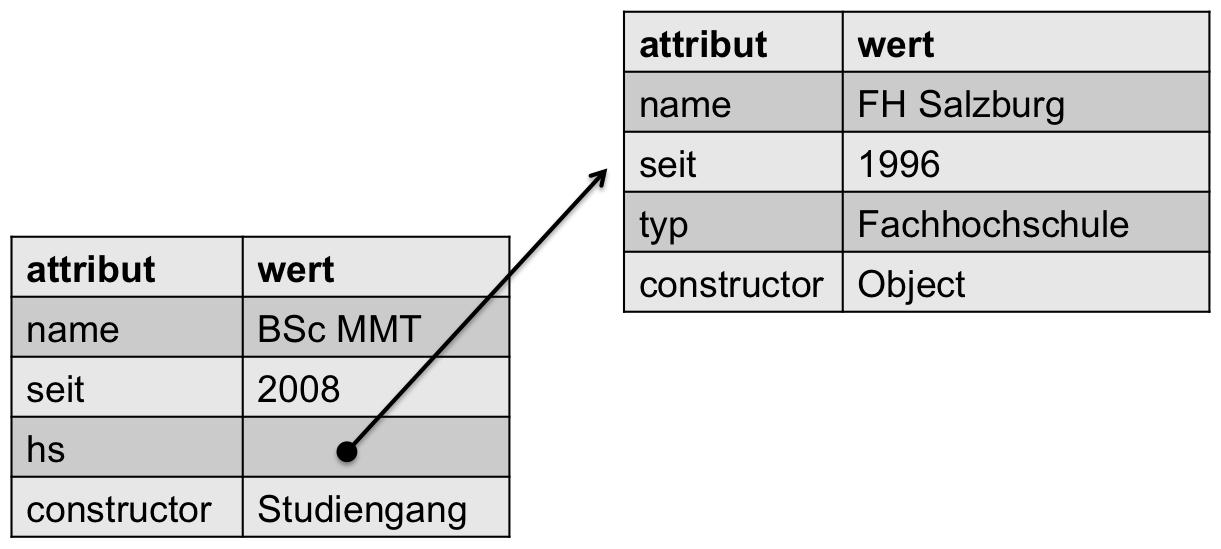 attribut wert
name FH Salzburg
seit 1996
typ Fachhochschule
constructor Object
attribut wert
name BSc MMT
seit 2008
hs
constructor Studiengang